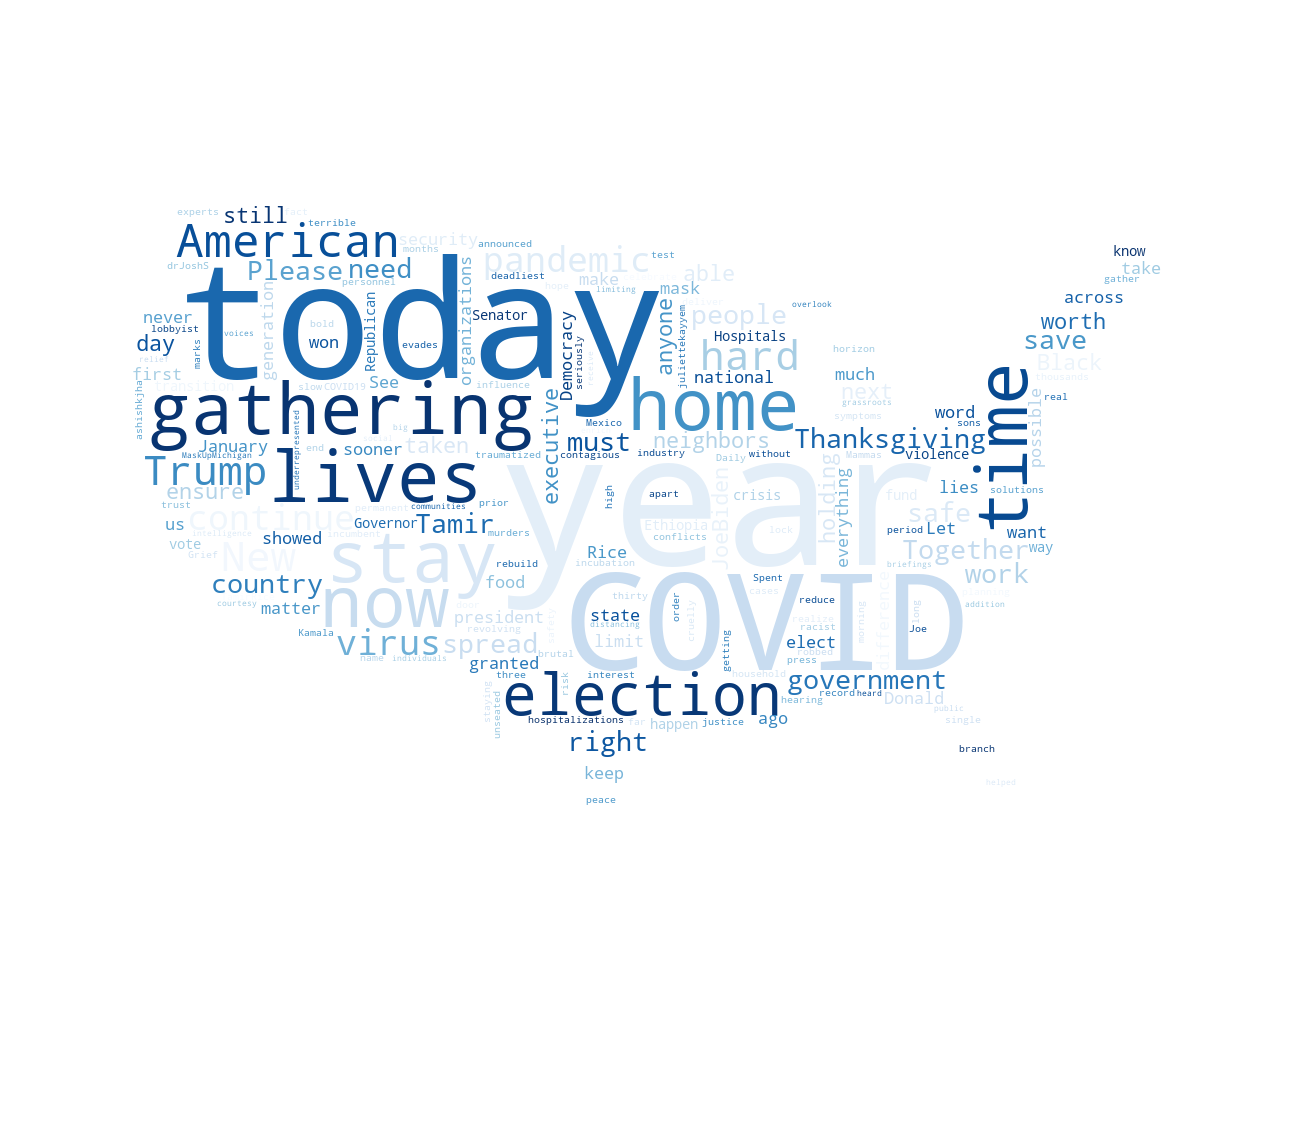 experts
still
fact
terrible
American
security
months
announced
pandemic
test
know
take
gather
drJoshS
Please
need
personnel
generation
organizations
deadliest
hope
make
limiting
mask
able
today
never
lobbyist
voices
bold
won
Republican
evades
Senator
Democracy
seriously
anyone
juliettekayyem
people
overlook
Hospitals
across
worth
save
day
marks
relief
first
transition
slow
COVID19
See
influence
receive
hard
national
horizon
much
next
grassroots
Black
thousands
real
ashishkjha
gathering
underrepresented
big
executive
Mexico
home
symptoms
word
sons
time
possible
January
MaskUpMichigan
end
sooner
social
taken
traumatized
must
contagious
neighbors
industry
Daily
without
Thanksgiving
Mammas
violence
Trump
lives
ensure
trust
year
high
apart
JoeBiden
crisis
holding
everything
fund
lies
solutions
safe
us
continue
permanent
communities
prior
Governor
Tamir
murders
Ethiopia
conflicts
lock
period
Let
want
vote
intelligence
incumbent
showed
New
Grief
stay
rebuild
Rice
incubation
Together
way
briefings
country
courtesy
matter
now
food
thirty
COVID
Spent
cases
reduce
work
addition
Kamala
virus
name
individuals
president
revolving
spread
safety
brutal
state
distancing
limit
order
cruelly
getting
realize
racist
elect
robbed
press
morning
difference
long
Joe
granted
three
staying
unseated
risk
interest
household
election
hearing
government
record
heard
Donald
public
single
hospitalizations
far
happen
justice
ago
right
branch
keep
helped
peace